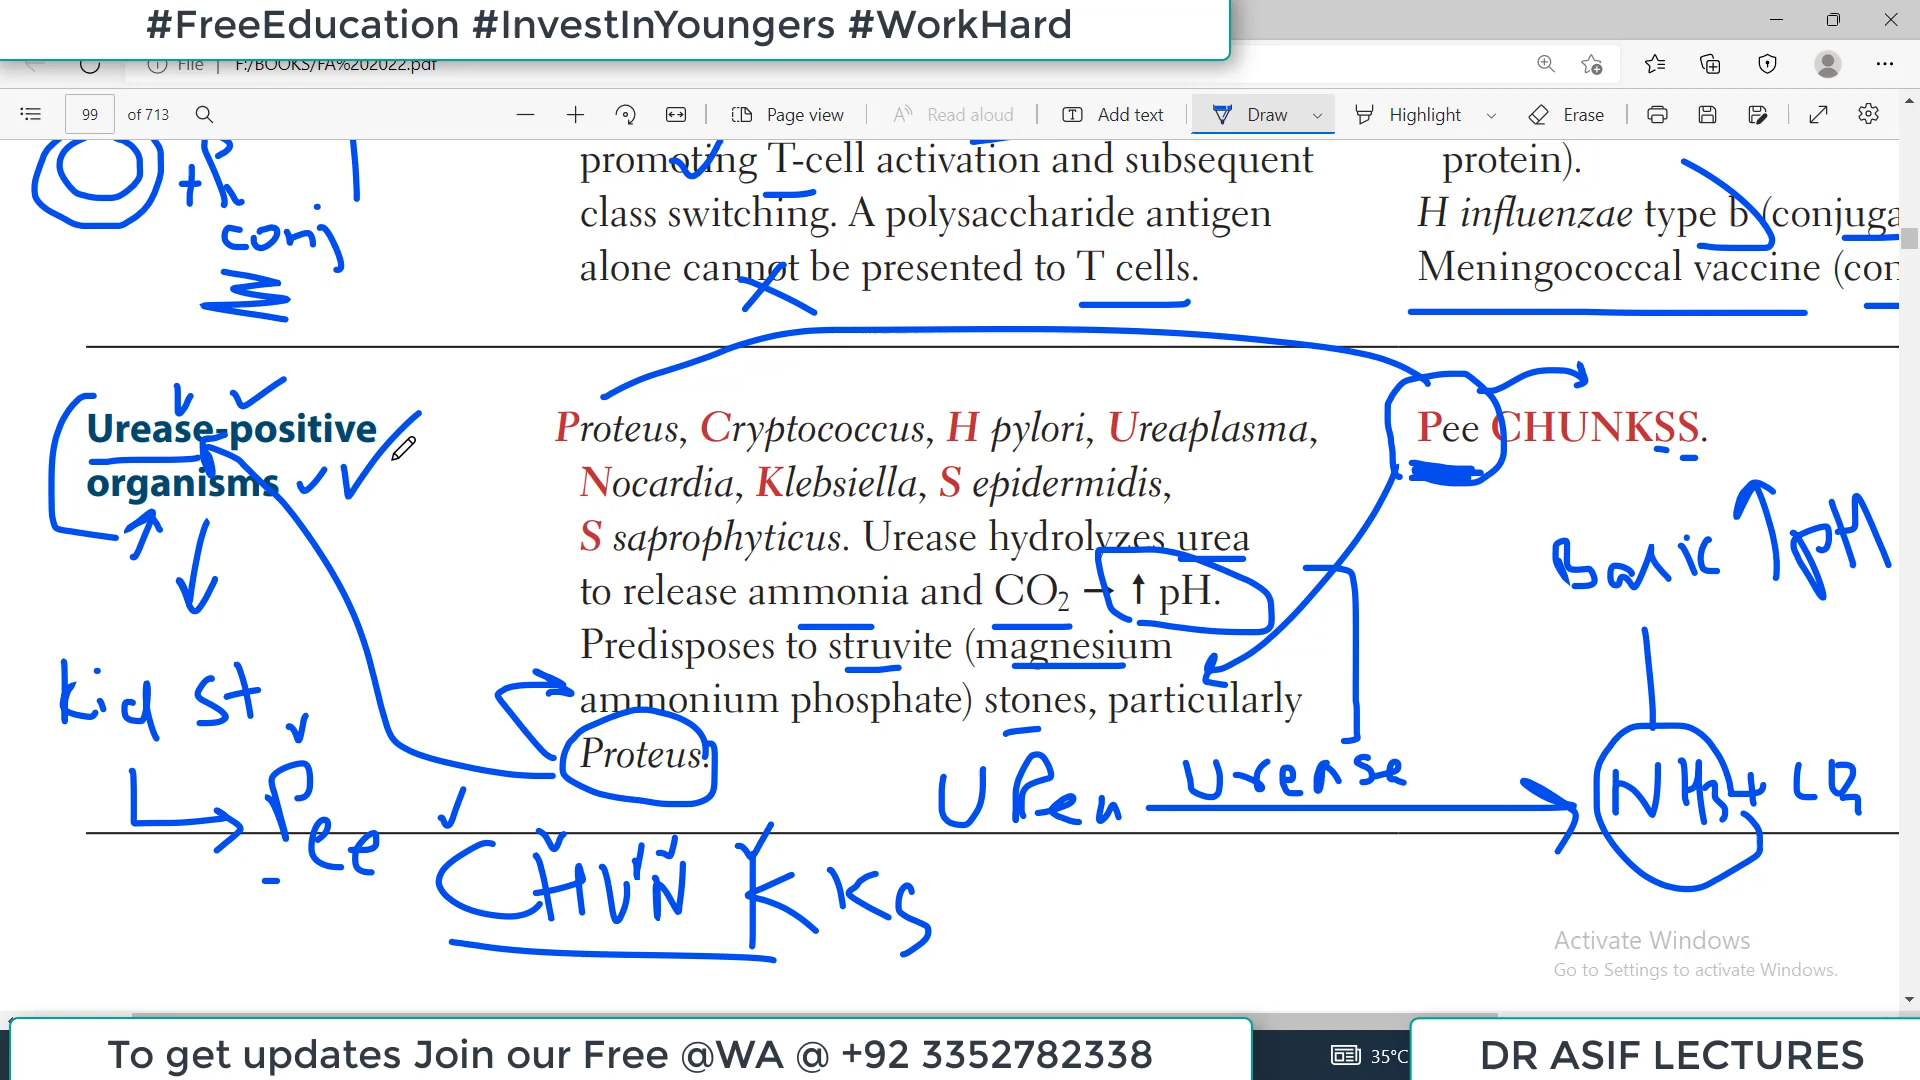 #FreeEducation #InvestInYoungers #WorkHard
File | F:/BOOKS/FA%202022.pdf
99 of 713 Page view Read aloud Add text Draw Highlight Erase
+ conj
promoting T-cell activation and subsequent
class switching. A polysaccharide antigen
alone cannot be presented to T cells.
protein).
H influenzae type b (conjuga
Meningococcal vaccine (con
Urease-positive
organisms
Proteus, Cryptococcus, H pylori, Ureaplasma,
Nocardia, Klebsiella, S epidermidis,
S saprophyticus. Urease hydrolyzes urea
to release ammonia and CO2 → ↑ pH.
Predisposes to struvite (magnesium
ammonium phosphate) stones, particularly
Proteus.
Pee CHUNKSS.
Basic ↑ pH
Kid St
Pee
CHUN K KS
Urease
NH3 +
Activate Windows
Go to Settings to activate Windows.
To get updates Join our Free @WA @ +92 3352782338
35°C
DR ASIF LECTURES